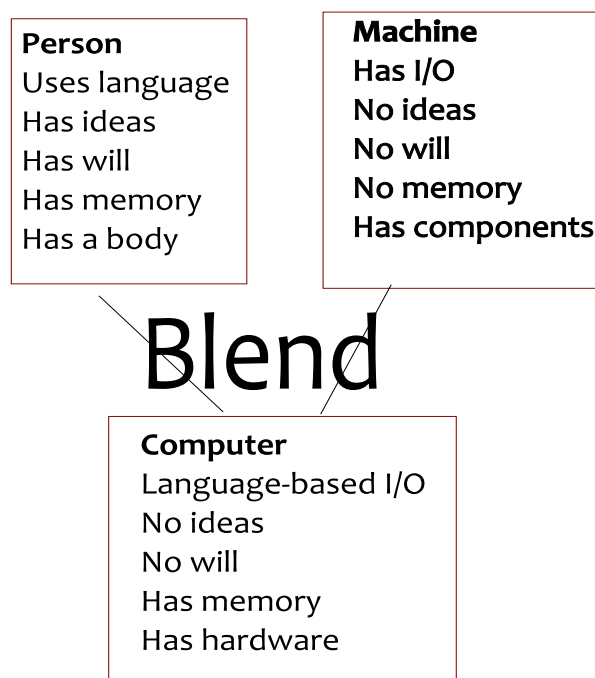 Person
Uses language
Has ideas
Has will
Has memory
Has a body
Machine
Has I/O
No ideas
No will
No memory
Has components
Blend
Computer
Language-based I/O
No ideas
No will
Has memory
Has hardware